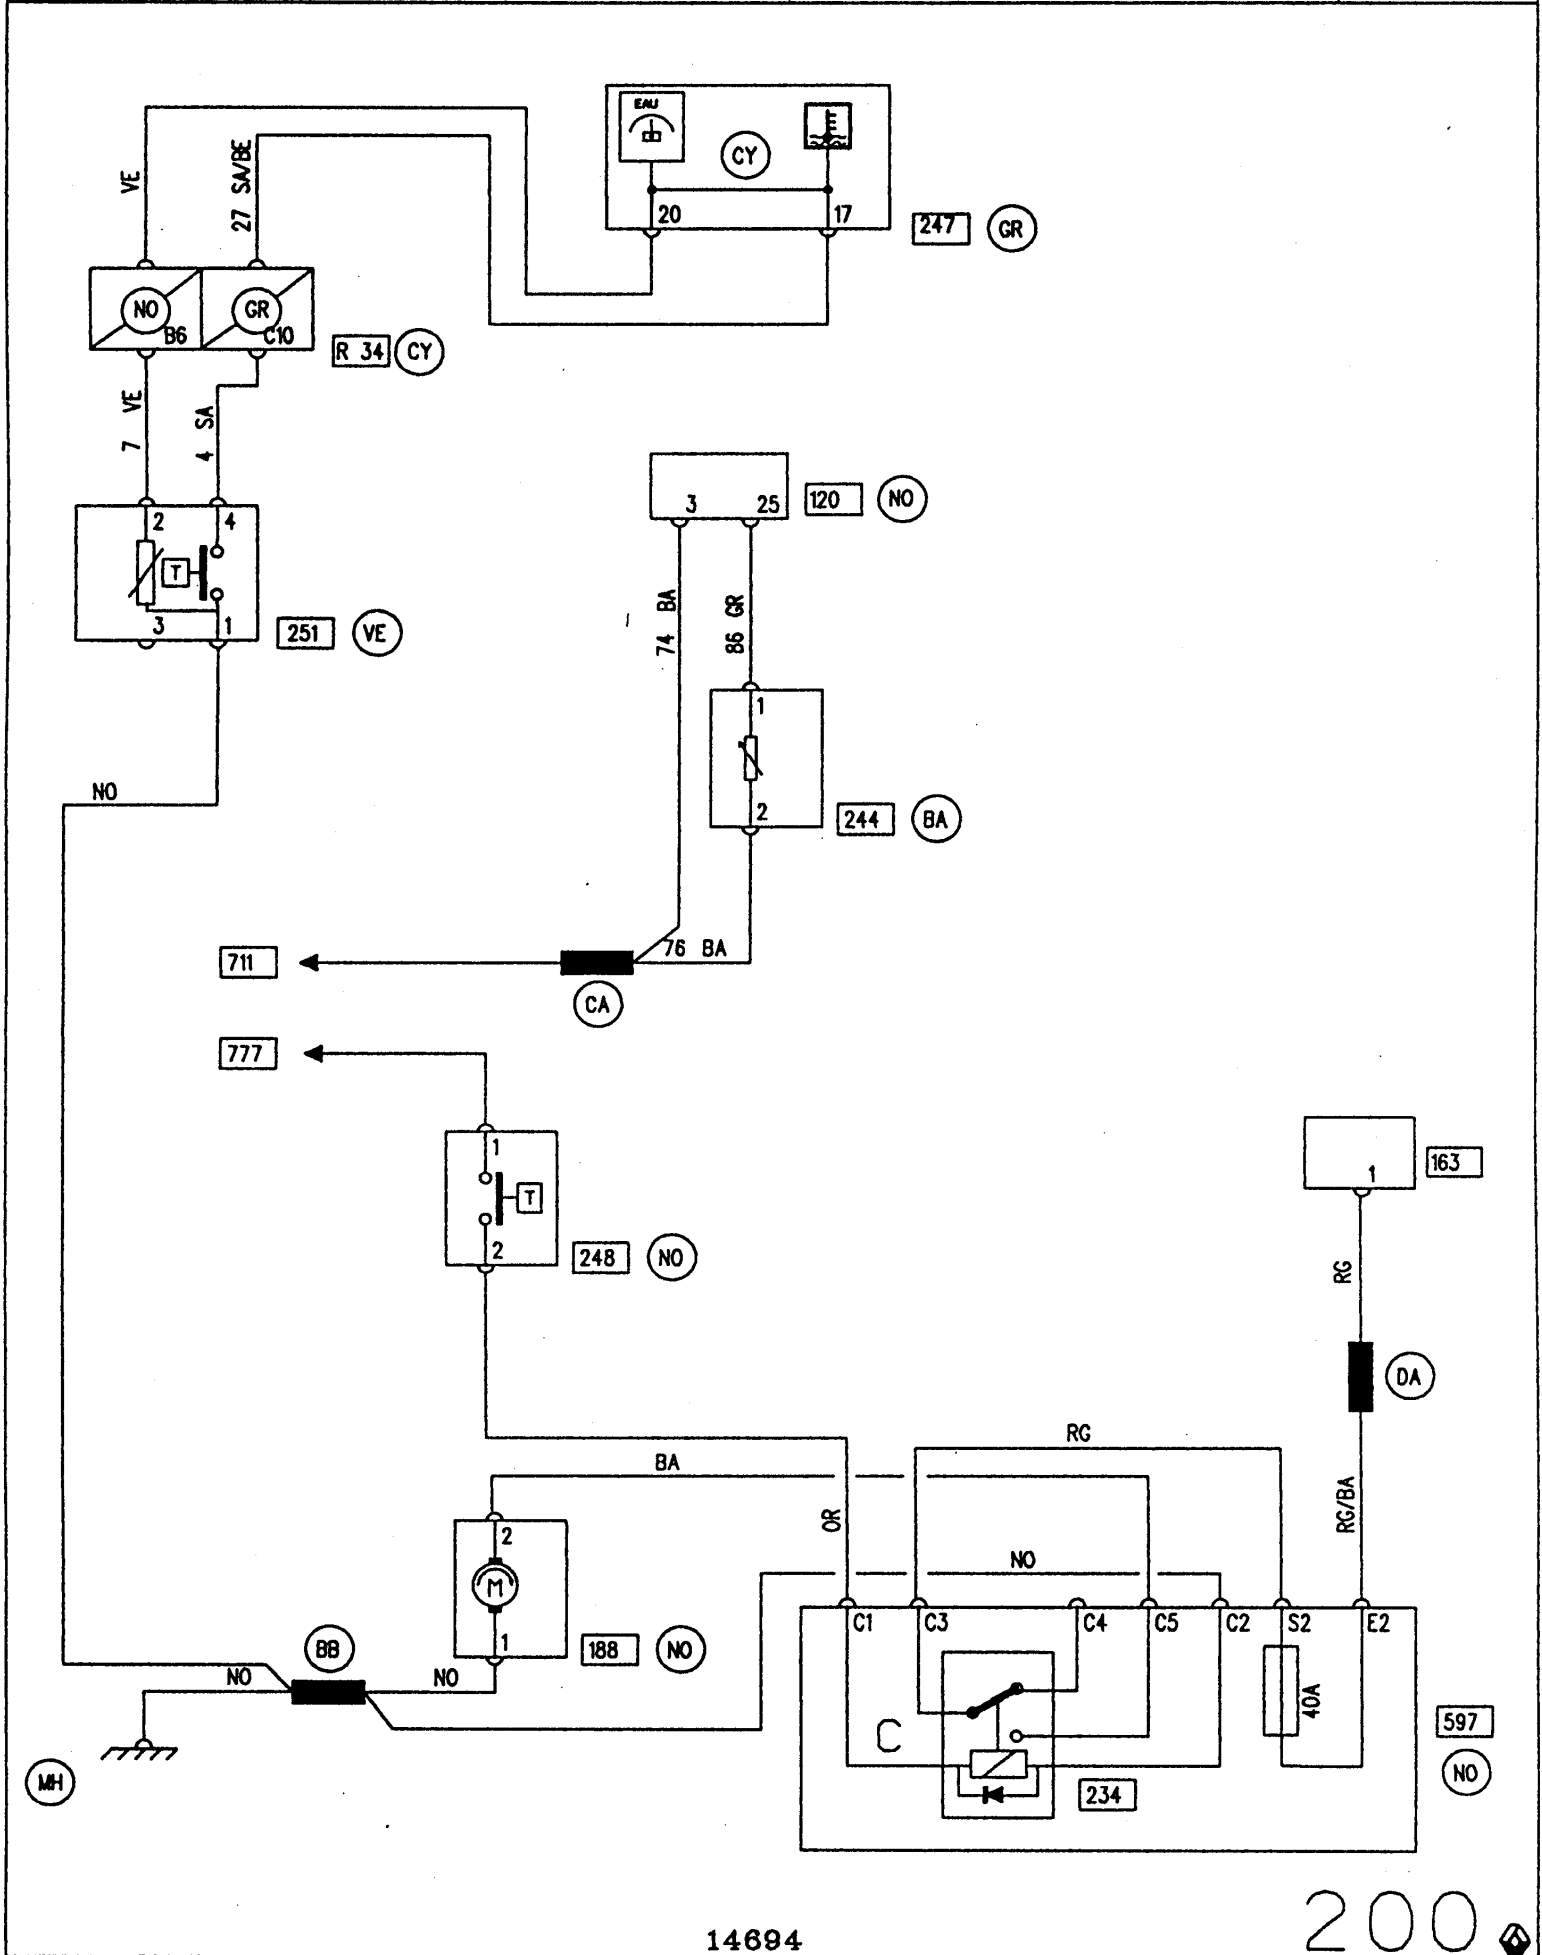 EAU
CY
20
17
247
GR
VE
27 SA/BE
NO
B6
GR
C10
R 34
CY
7 VE
4 SA
2
4
T
3
1
251
VE
3
25
120
NO
74 BA
86 GR
1
2
244
BA
NO
76 BA
711
CA
777
1
T
2
248
NO
1
163
RG
DA
RG
BA
OR
RG/BA
2
M
1
188
NO
NO
C1
C3
C4
C5
C2
S2
E2
BB
NO
NO
40A
C
234
597
NO
MH
200
14694